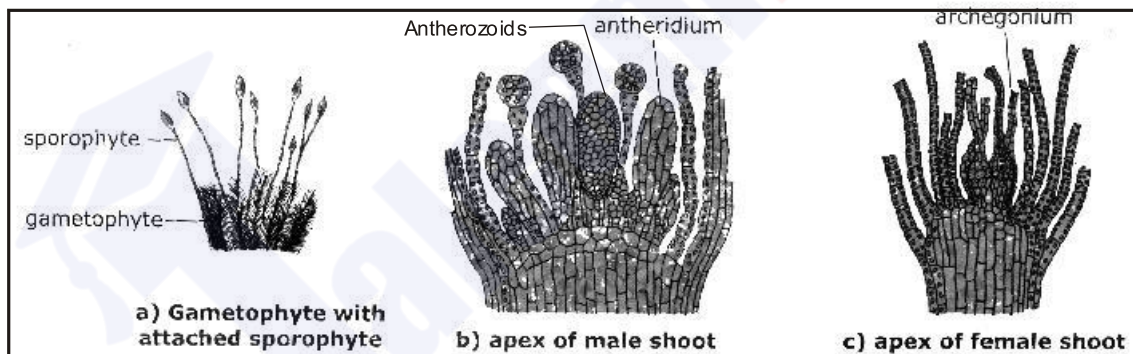 Antherozoids
antheridium
archegonium
sporophyte
gametophyte
a) Gametophyte with
attached sporophyte
b) apex of male shoot
c) apex of female shoot